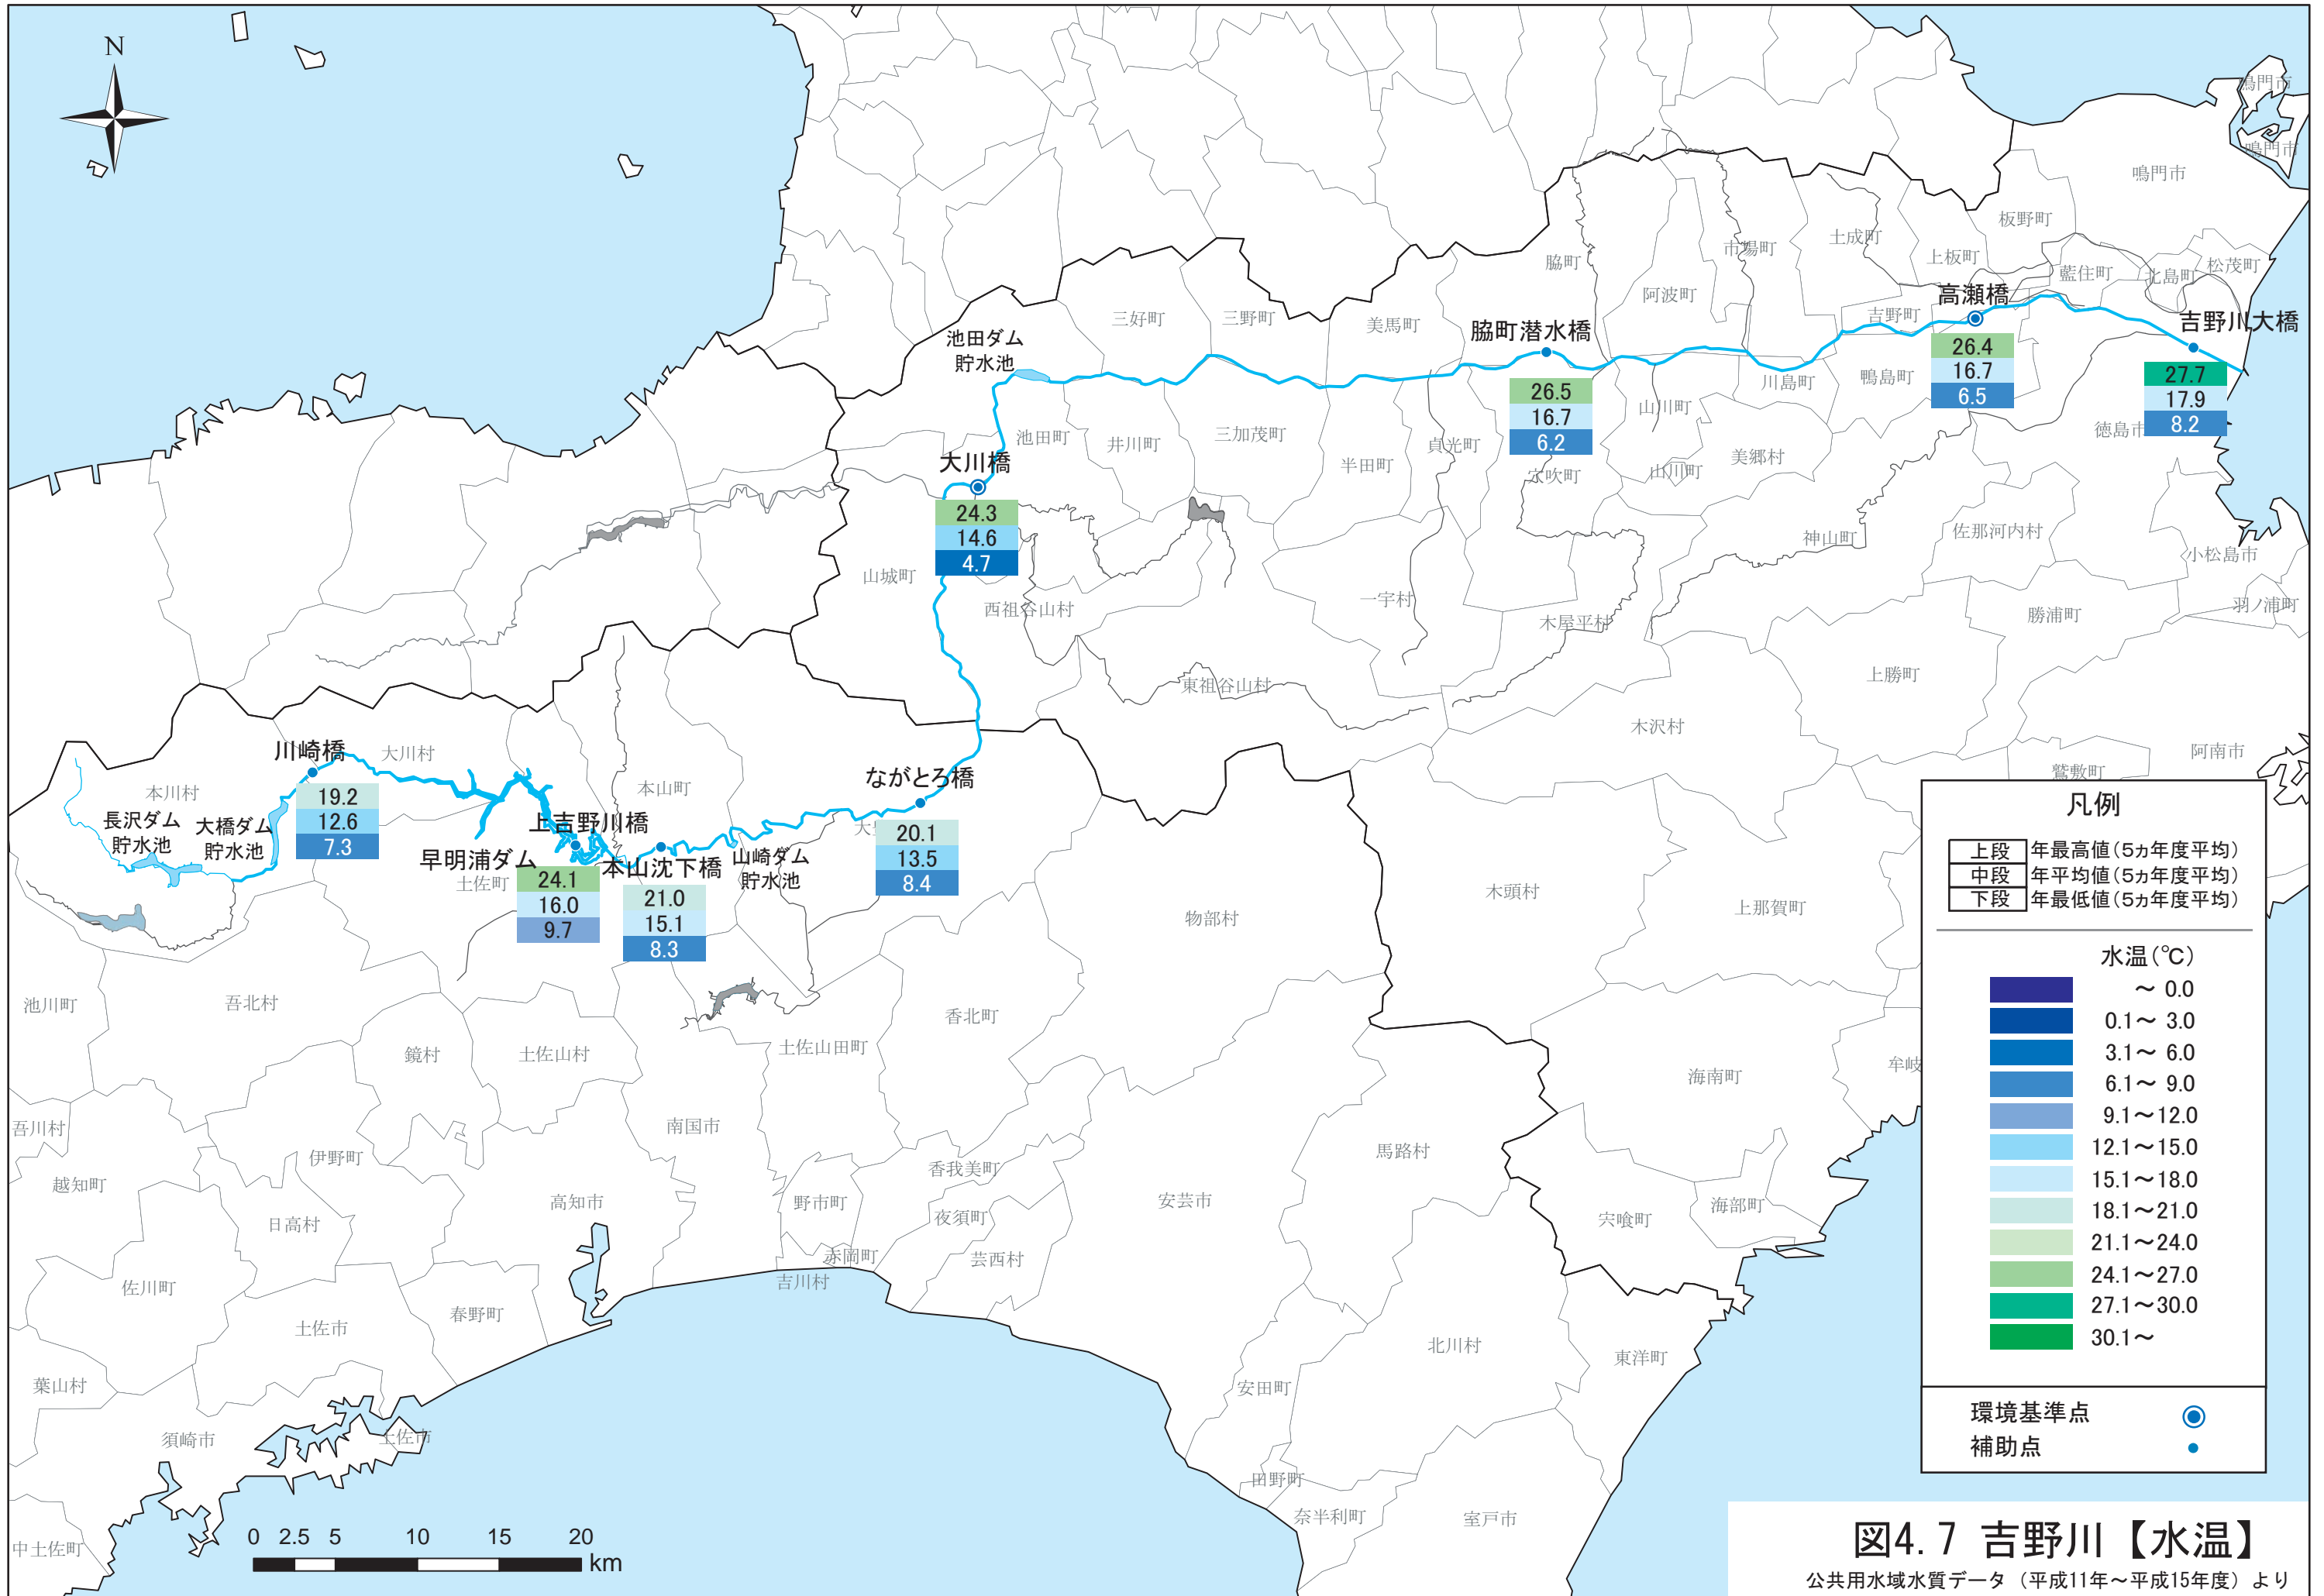 N
鳴門市
鳴門市
鳴門市
板野町
土成町
市場町
上板町
松茂町
脇町
藍住町
北島町
阿波町
高瀬橋
吉野町
三好町
三野町
美馬町
脇町潜水橋
吉野川大橋
池田ダム
貯水池
26.4
16.7
6.5
27.7
17.9
8.2
26.5
16.7
6.2
鴨島町
川島町
山川町
徳島市
池田町
井川町
三加茂町
貞光町
半田町
美郷村
山川町
穴吹町
大川橋
24.3
14.6
4.7
神山町
佐那河内村
小松島市
山城町
西祖谷山村
一宇村
木屋平村
勝浦町
羽ノ浦町
東祖谷山村
上勝町
木沢村
阿南市
鷲敷町
川崎橋
大川村
本川村
長沢ダム
貯水池
大橋ダム
貯水池
19.2
12.6
7.3
本山町
ながとろ橋
上吉野川橋
早明浦ダム
土佐町
本山沈下橋
山崎ダム
貯水池
20.1
13.5
8.4
24.1
16.0
9.7
21.0
15.1
8.3
木頭村
上那賀町
物部村
池川町
吾北村
香北町
鏡村
土佐山村
土佐山田町
海南町
牟岐
吾川村
南国市
馬路村
伊野町
香我美町
越知町
高知市
野市町
安芸市
夜須町
日高村
宍喰町
海部町
赤岡町
芸西村
吉川村
佐川町
土佐市
春野町
北川村
東洋町
葉山村
安田町
須崎市
土佐市
田野町
奈半利町
室戸市
中土佐町
凡例
上段 年最高値(5ヵ年度平均)
中段 年平均値(5ヵ年度平均)
下段 年最低値(5ヵ年度平均)
水温(℃)
～ 0.0
0.1～ 3.0
3.1～ 6.0
6.1～ 9.0
9.1～12.0
12.1～15.0
15.1～18.0
18.1～21.0
21.1～24.0
24.1～27.0
27.1～30.0
30.1～
環境基準点
補助点
0 2.5 5 10 15 20
km
図4.7 吉野川【水温】
公共用水域水質データ（平成11年～平成15年度）より